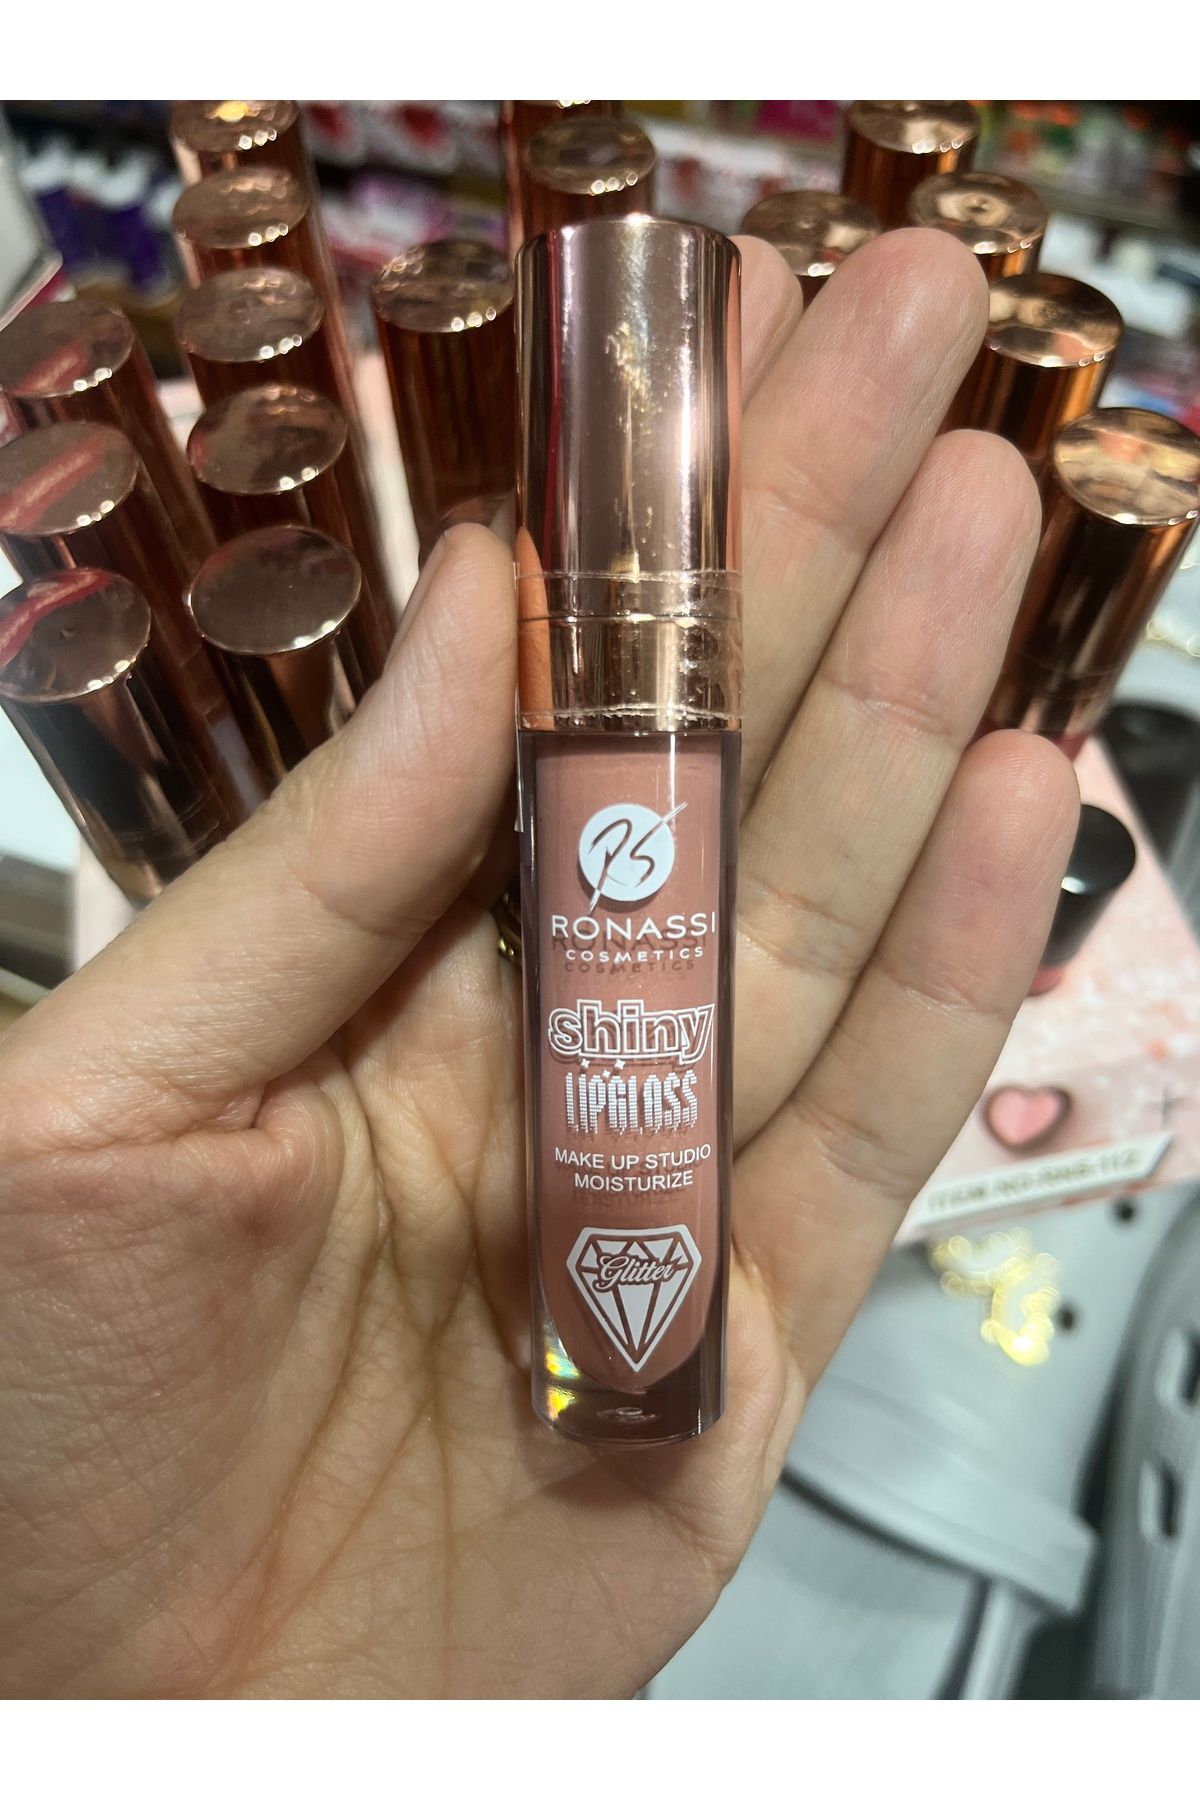 RS
RONASSI
COSMETICS
shiny
LIPGLOSS
MAKE UP STUDIO
MOISTURIZE
Glitter